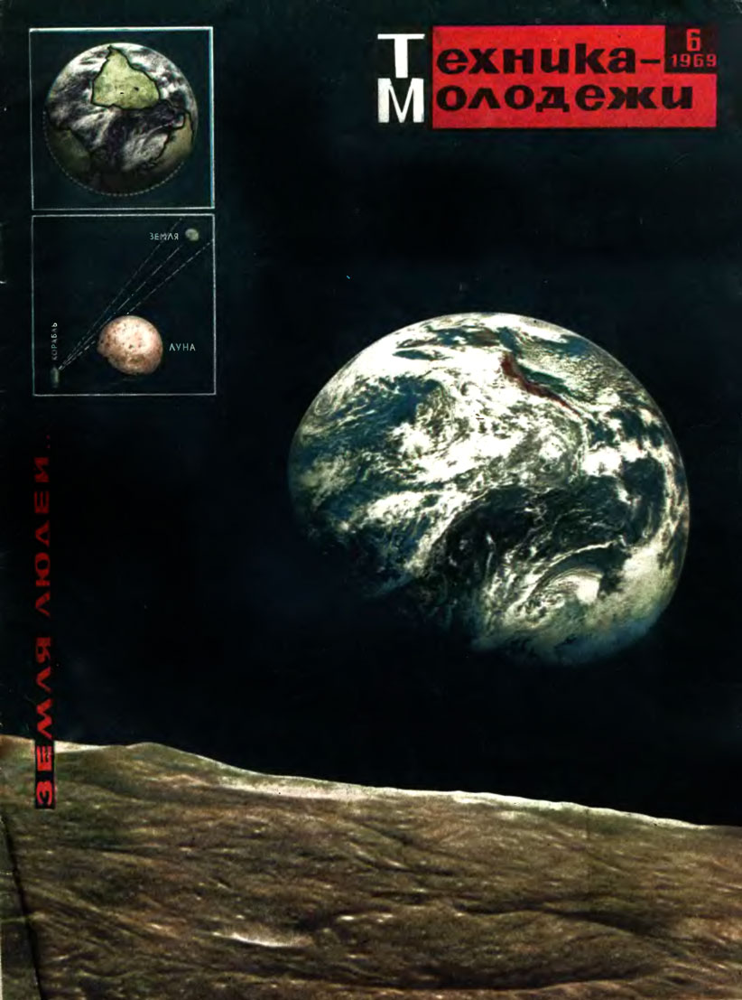 Техника-
Молодежи
6
1969
ЗЕМЛЯ
КОРАБЛЬ
ЛУНА
ЗЕМЛЯ ЛЮДЕЙ...